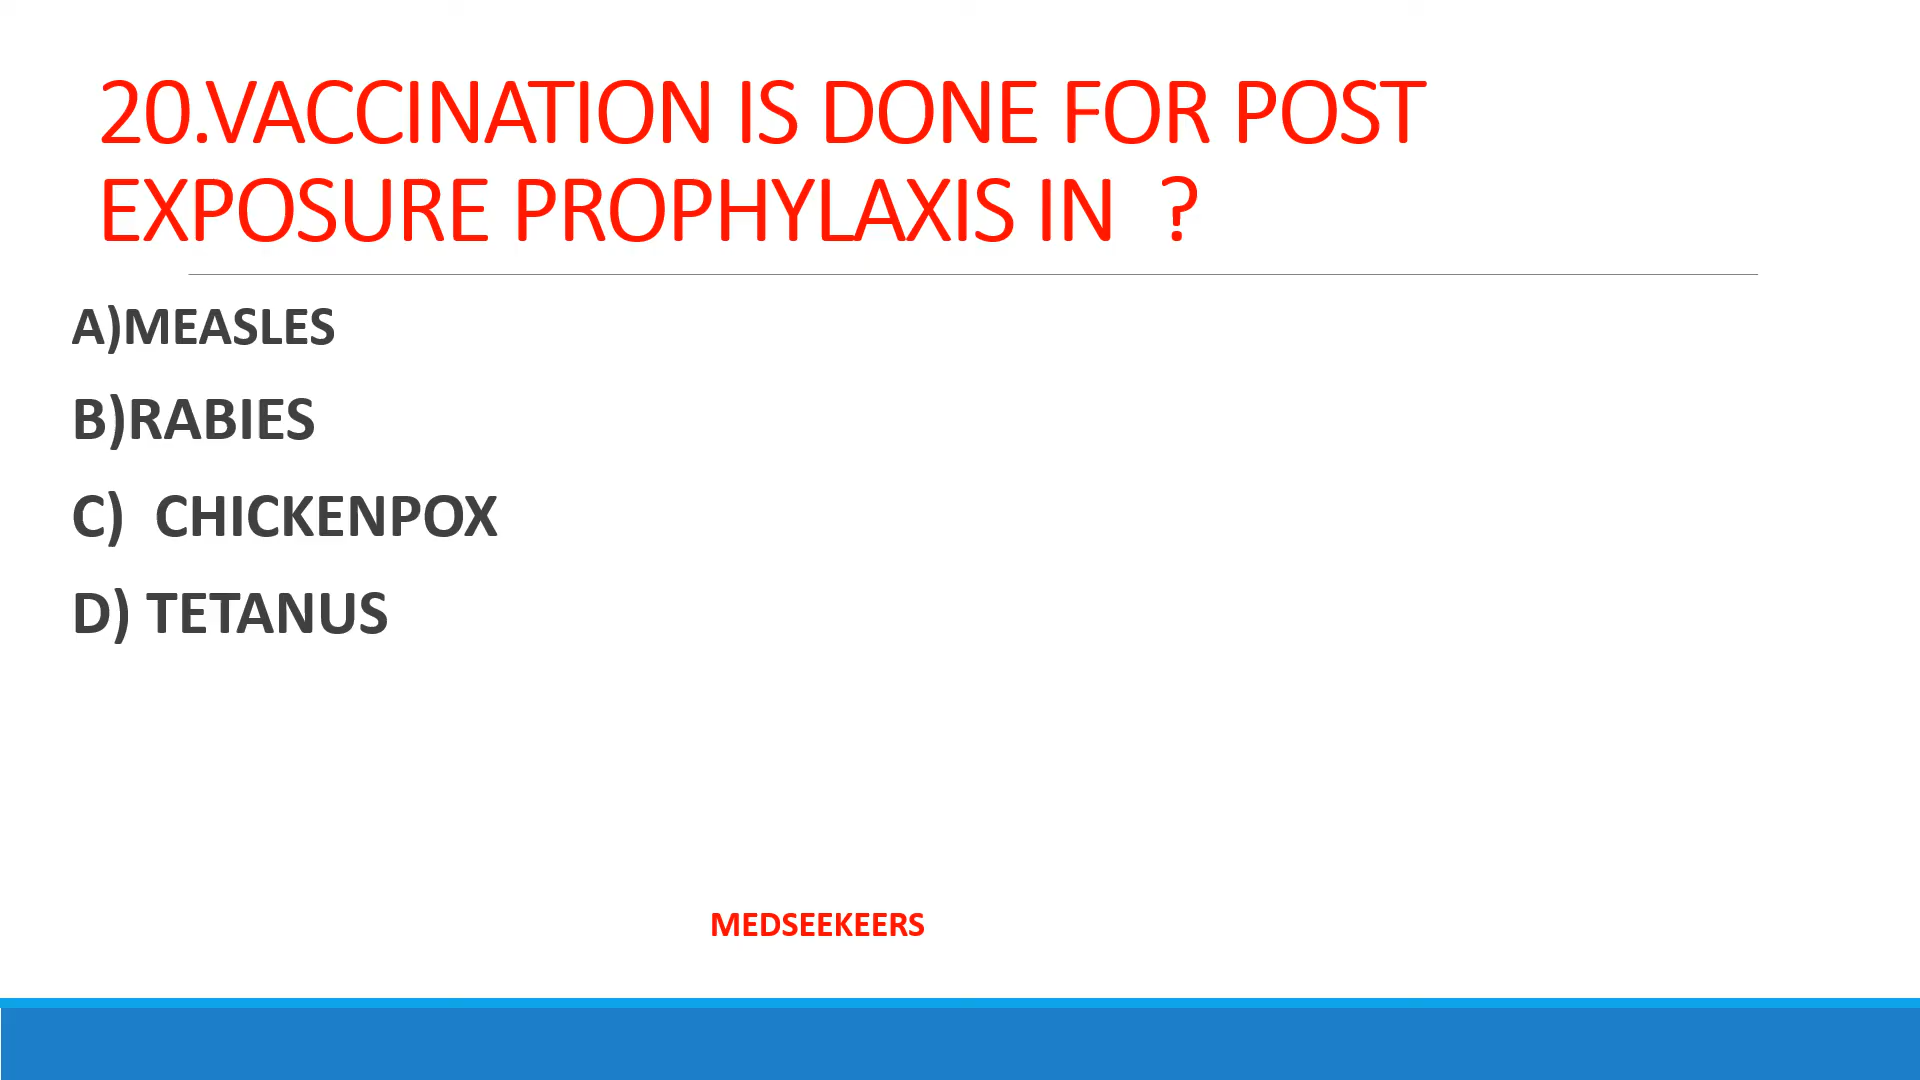 20.VACCINATION IS DONE FOR POST
EXPOSURE PROPHYLAXIS IN  ?
A)MEASLES
B)RABIES
C)  CHICKENPOX
D) TETANUS
MEDSEEKEERS